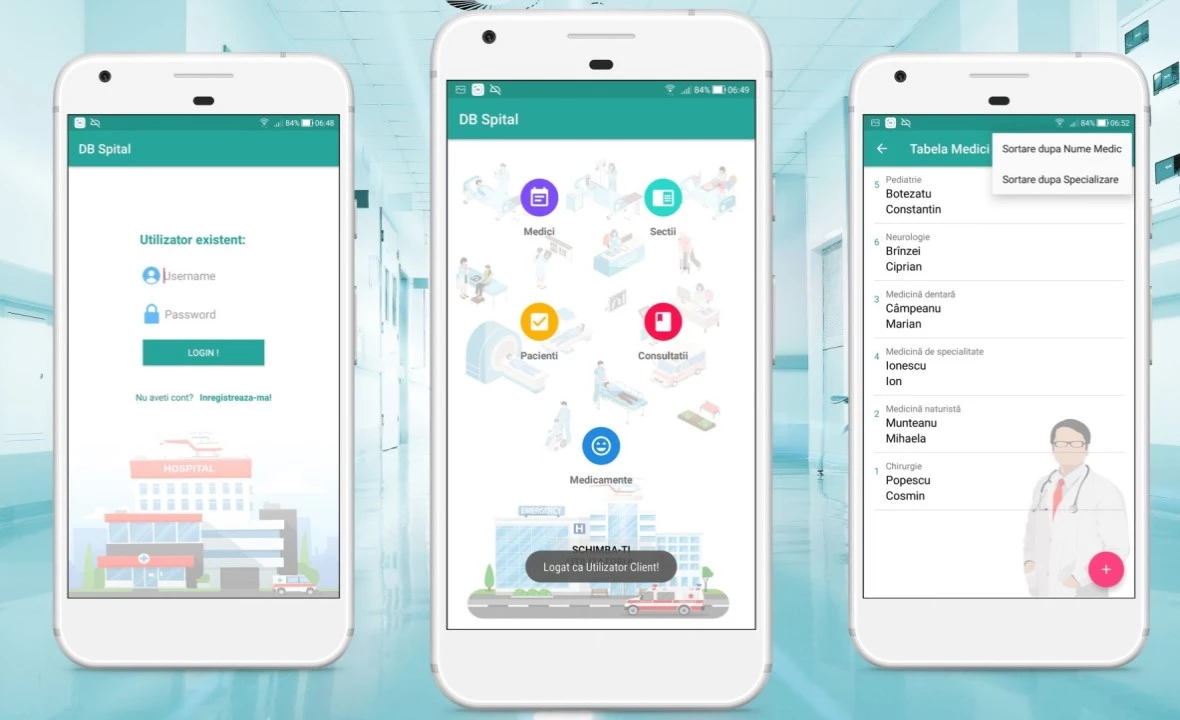 84% 06:48
DB Spital
Utilizator existent:
Username
Password
LOGIN !
Nu aveti cont? Inregistreaza-ma!
HOSPITAL
84% 06:49
DB Spital
Medici
Sectii
Pacienti
Consultatii
Medicamente
EMERGENCY
H
SCHIMBA-TI
Logat ca Utilizator Client!
84% 06:52
Tabela Medici
Sortare dupa Nume Medic
Sortare dupa Specializare
5 Pediatrie
Botezatu
Constantin
6 Neurologie
Brînzei
Ciprian
3 Medicină dentară
Câmpeanu
Marian
4 Medicină de specialitate
Ionescu
Ion
2 Medicină naturistă
Munteanu
Mihaela
1 Chirurgie
Popescu
Cosmin